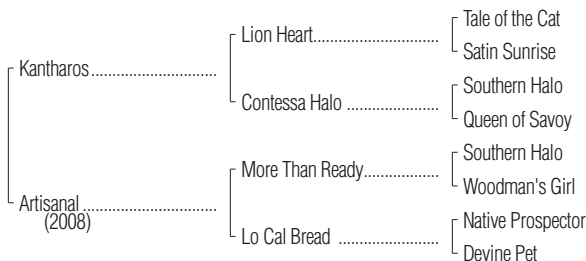 Tale of the Cat
Lion Heart
Satin Sunrise
Kantharos
Southern Halo
Contessa Halo
Queen of Savoy
Southern Halo
More Than Ready
Woodman's Girl
Artisanal
(2008)
Native Prospector
Lo Cal Bread
Devine Pet